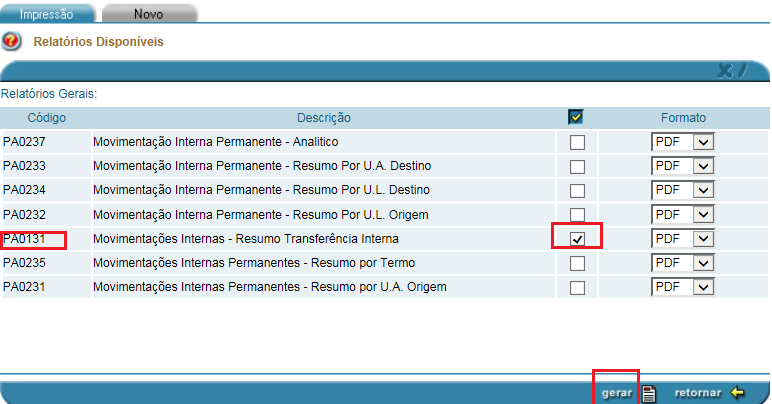 Impressão Novo
Relatórios Disponíveis
Relatórios Gerais:
Código Descrição Formato
PA0237 Movimentação Interna Permanente - Analitico PDF
PA0233 Movimentação Interna Permanente - Resumo Por U.A. Destino PDF
PA0234 Movimentação Interna Permanente - Resumo Por U.L. Destino PDF
PA0232 Movimentação Interna Permanente - Resumo Por U.L. Origem PDF
PA0131 Movimentações Internas - Resumo Transferência Interna PDF
PA0235 Movimentações Internas Permanentes - Resumo por Termo PDF
PA0231 Movimentações Internas Permanentes - Resumo por U.A. Origem PDF
gerar retornar